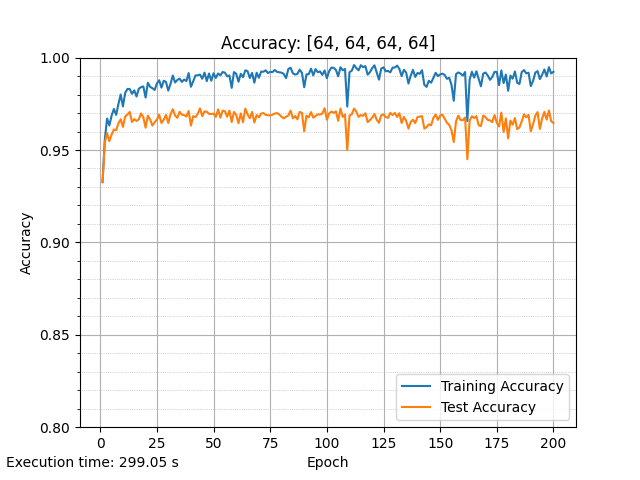 Accuracy: [64, 64, 64, 64]
1.00
0.95
0.90
0.85
0.80
Accuracy
Training Accuracy
Test Accuracy
0 25 50 75 100 125 150 175 200
Execution time: 299.05 s
Epoch